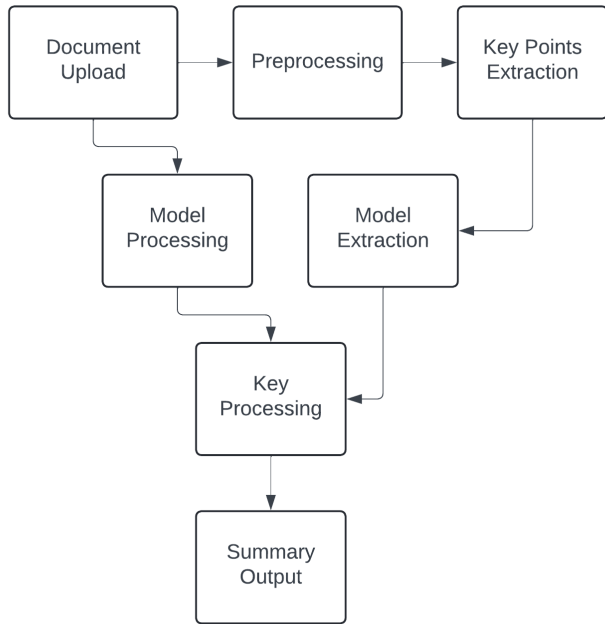 Document
Upload
Preprocessing
Key Points
Extraction
Model
Processing
Model
Extraction
Key
Processing
Summary
Output